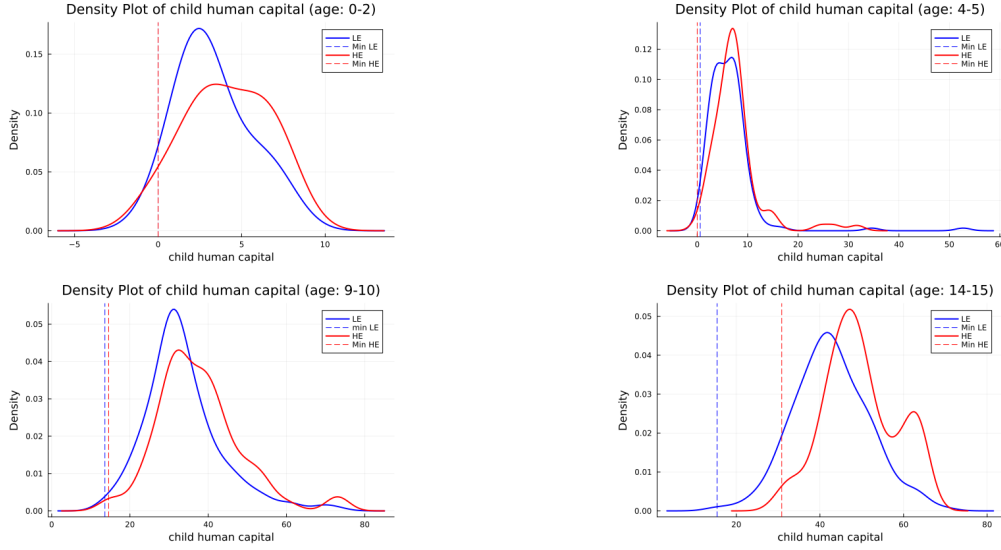 Density Plot of child human capital (age: 0-2)
LE
Min LE
HE
Min HE
0.15
0.10
0.05
0.00
Density
-5
0
5
10
child human capital
Density Plot of child human capital (age: 4-5)
LE
Min LE
HE
Min HE
0.12
0.10
0.08
0.06
0.04
0.02
0.00
Density
0
10
20
30
40
50
60
child human capital
Density Plot of child human capital (age: 9-10)
LE
min LE
HE
Min HE
0.05
0.04
0.03
0.02
0.01
0.00
Density
0
20
40
60
80
child human capital
Density Plot of child human capital (age: 14-15)
LE
Min LE
HE
Min HE
0.05
0.04
0.03
0.02
0.01
0.00
Density
20
40
60
80
child human capital